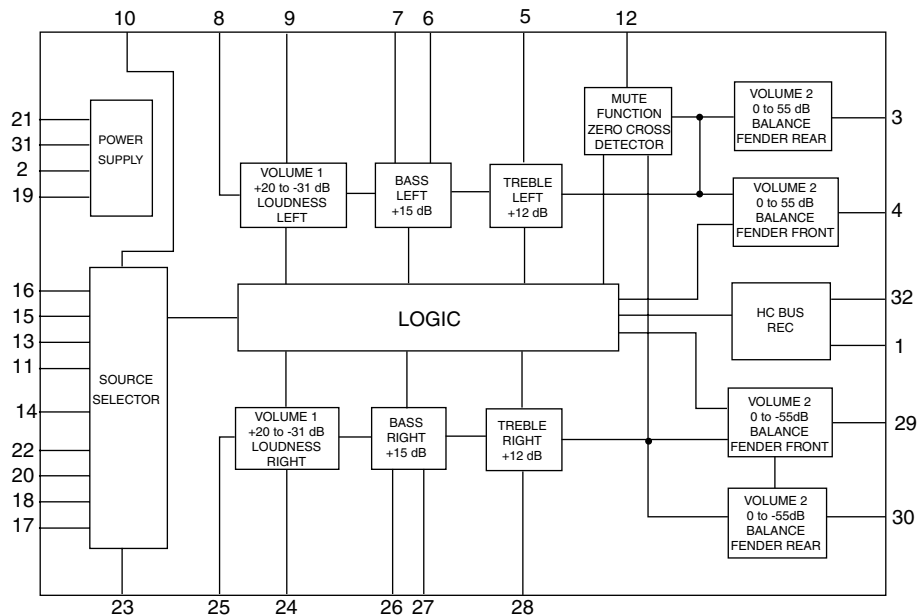 10
8
9
7
6
5
12
21
31
2
19
POWER
SUPPLY
VOLUME 1
+20 to -31 dB
LOUDNESS
LEFT
BASS
LEFT
+15 dB
TREBLE
LEFT
+12 dB
MUTE
FUNCTION
ZERO CROSS
DETECTOR
VOLUME 2
0 to 55 dB
BALANCE
FENDER REAR
3
VOLUME 2
0 to 55 dB
BALANCE
FENDER FRONT
4
16
15
13
11
14
22
20
18
17
SOURCE
SELECTOR
LOGIC
HC BUS
REC
32
1
VOLUME 1
+20 to -31 dB
LOUDNESS
RIGHT
BASS
RIGHT
+15 dB
TREBLE
RIGHT
+12 dB
VOLUME 2
0 to -55dB
BALANCE
FENDER FRONT
29
VOLUME 2
0 to -55dB
BALANCE
FENDER REAR
30
23
25
24
26
27
28